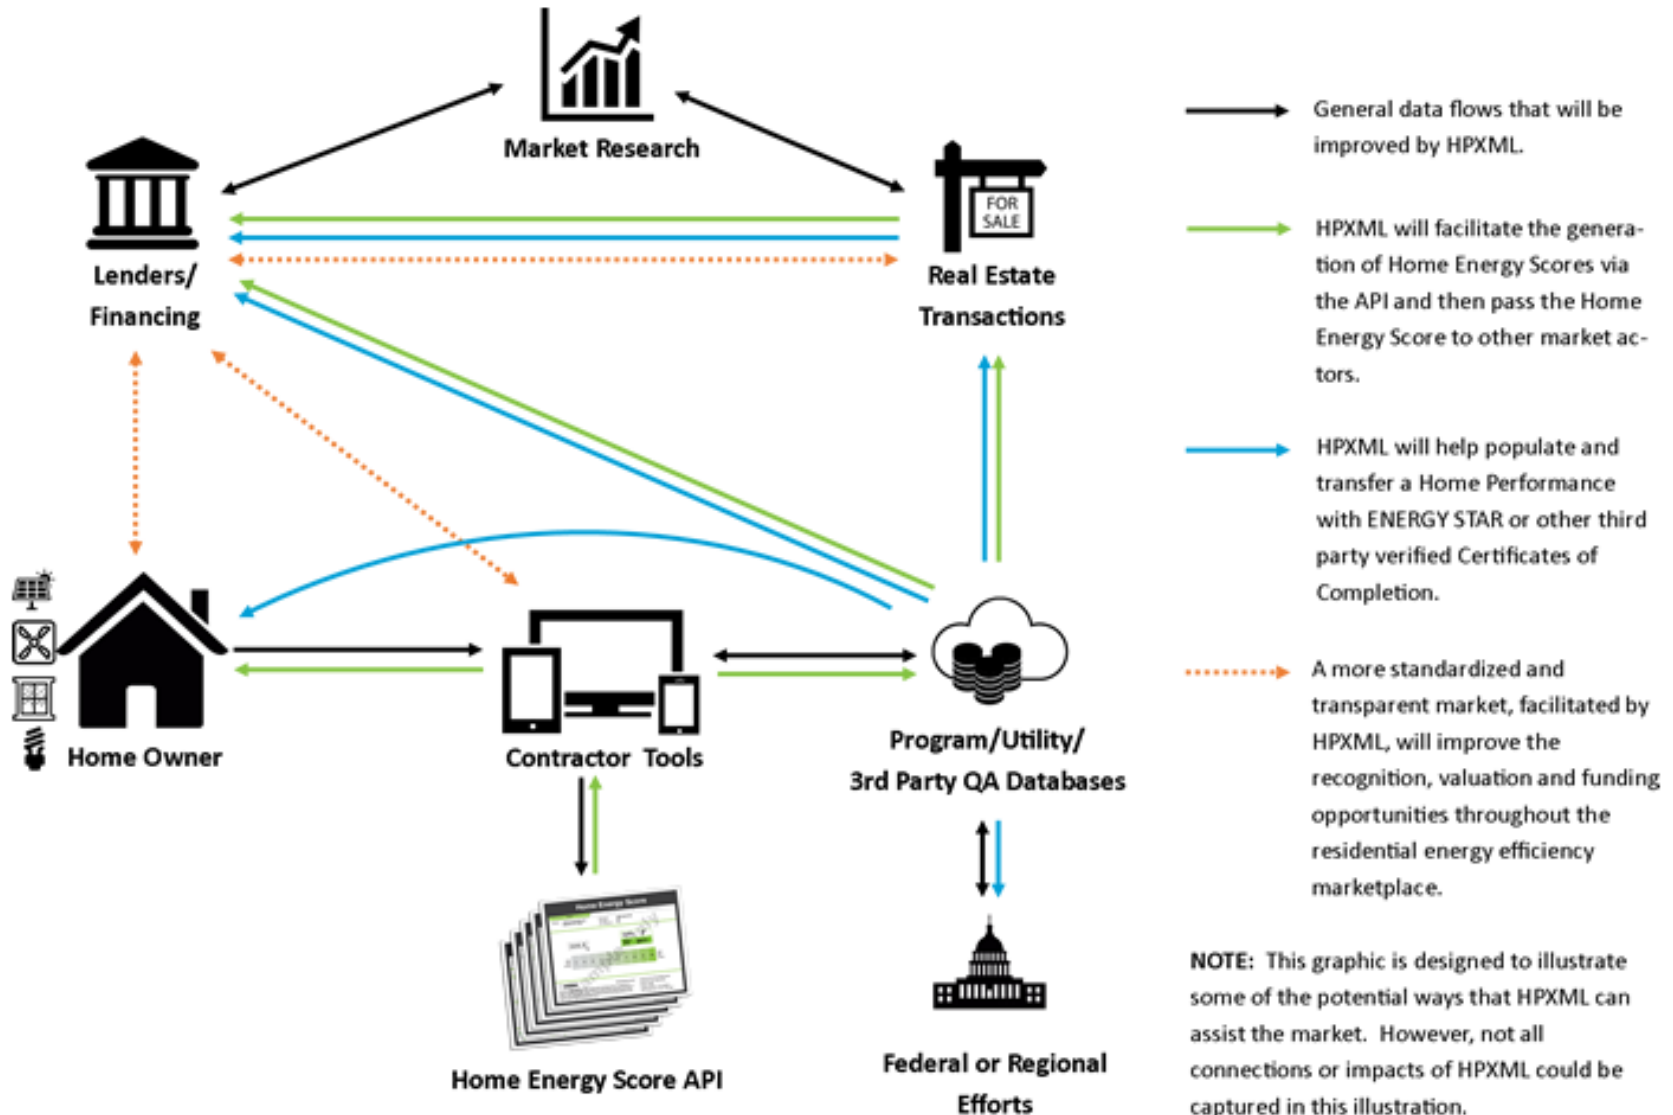 Market Research
FOR
SALE
Lenders/
Financing
Real Estate
Transactions
Home Owner
Contractor Tools
Program/Utility/
3rd Party QA Databases
Home Energy Score
Home Energy Score API
Federal or Regional
Efforts
General data flows that will be
improved by HPXML.
HPXML will facilitate the genera-
tion of Home Energy Scores via
the API and then pass the Home
Energy Score to other market ac-
tors.
HPXML will help populate and
transfer a Home Performance
with ENERGY STAR or other third
party verified Certificates of
Completion.
A more standardized and
transparent market, facilitated by
HPXML, will improve the
recognition, valuation and funding
opportunities throughout the
residential energy efficiency
marketplace.
NOTE: This graphic is designed to illustrate
some of the potential ways that HPXML can
assist the market. However, not all
connections or impacts of HPXML could be
captured in this illustration.